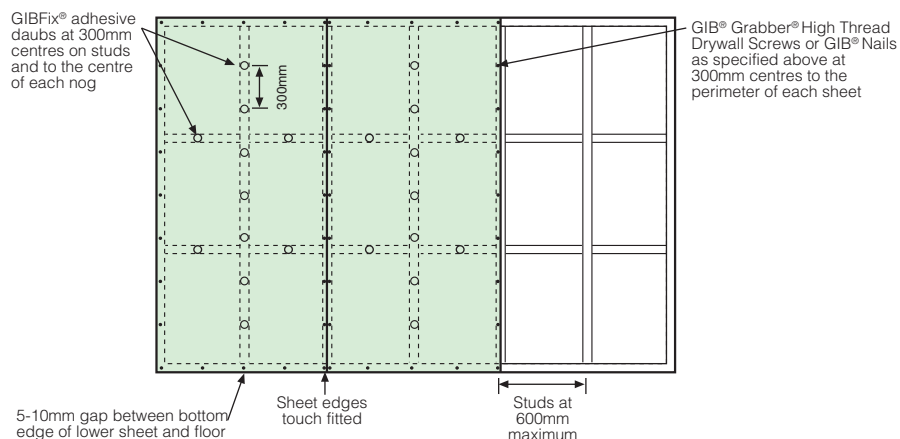 GIBFix® adhesive
daubs at 300mm
centres on studs
and to the centre
of each nog
300mm
GIB® Grabber® High Thread
Drywall Screws or GIB® Nails
as specified above at
300mm centres to the
perimeter of each sheet
5-10mm gap between bottom
edge of lower sheet and floor
Sheet edges
touch fitted
Studs at
600mm
maximum